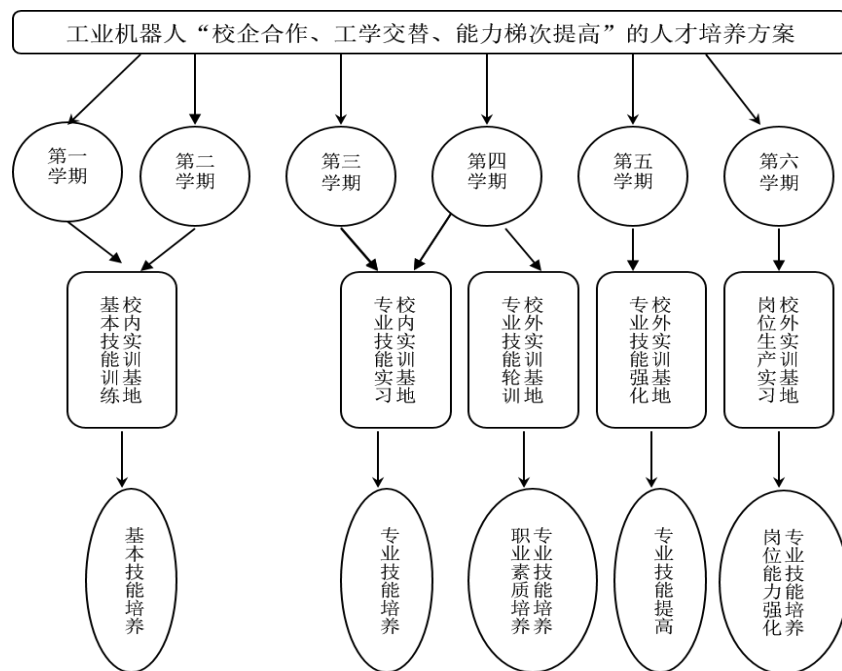 工业机器人“校企合作、工学交替、能力梯次提高”的人才培养方案
第一
学期
第二
学期
第三
学期
第四
学期
第五
学期
第六
学期
校内实训基地
基本技能训练
校内实训基地
专业技能实习
校外实训基地
专业技能轮训
校外实训基地
专业技能强化
校外实训基地
岗位生产实习
基本技能培养
专业技能培养
专业技能培养
职业素质培养
专业技能提高
专业技能培养
岗位能力强化